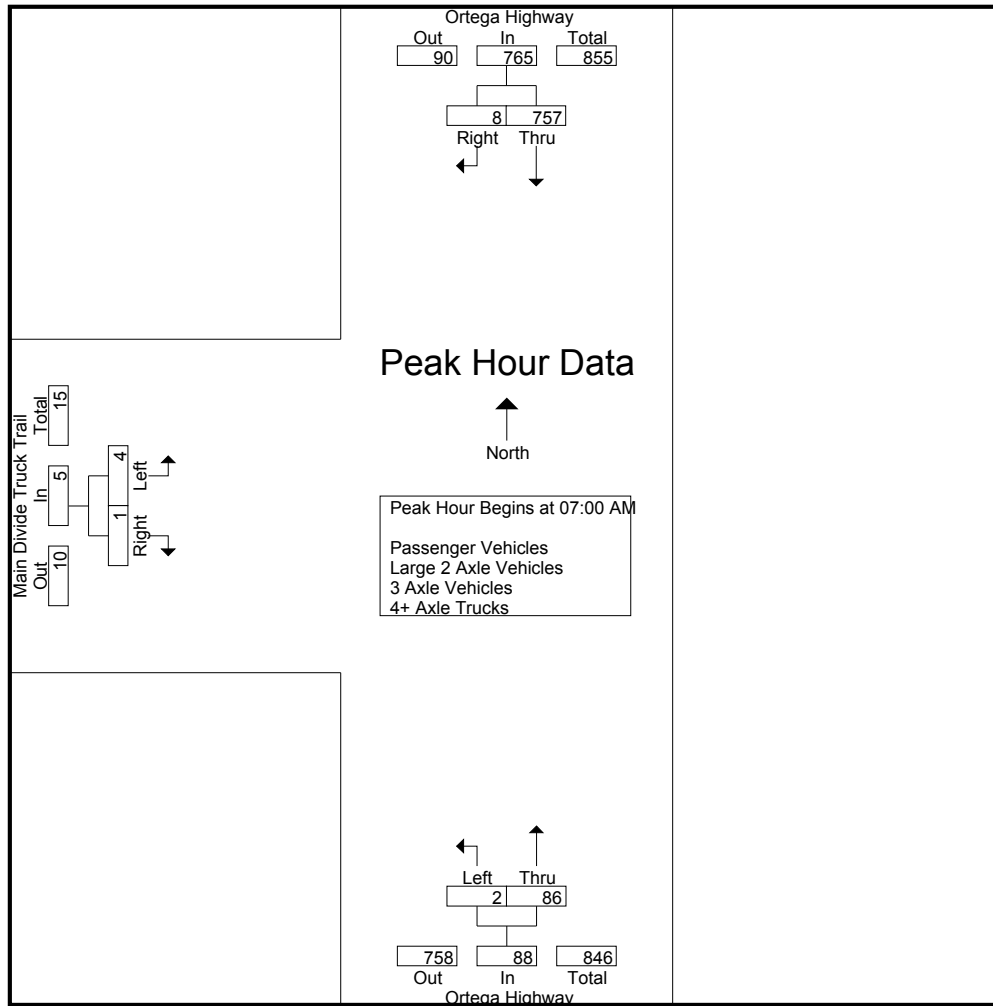 Ortega Highway
Out In Total
90 765 855
8 757
Right Thru
Peak Hour Data
North
Main Divide Truck Trail
Out In Total
10 5 15
1 4
Right Left
Peak Hour Begins at 07:00 AM
Passenger Vehicles
Large 2 Axle Vehicles
3 Axle Vehicles
4+ Axle Trucks
Left Thru
2 86
758 88 846
Out In Total
Ortega Highway